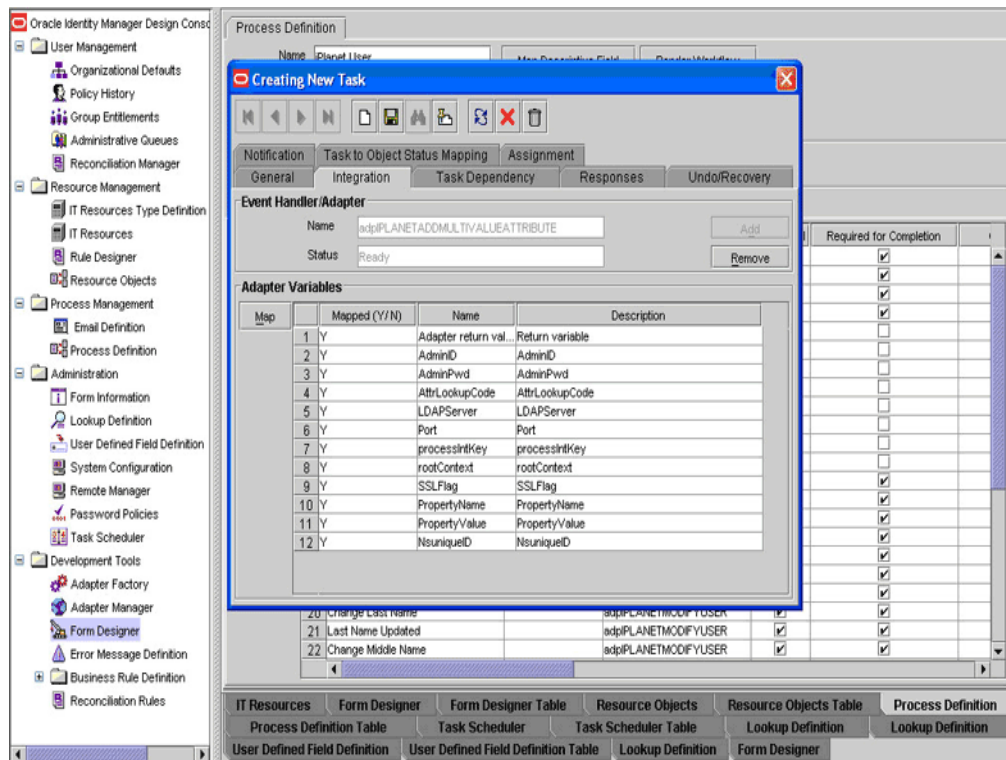 Oracle Identity Manager Design Conso
User Management
Organizational Defaults
Policy History
Group Entitlements
Administrative Queues
Reconciliation Manager
Resource Management
IT Resources Type Definition
IT Resources
Rule Designer
Resource Objects
Process Management
Email Definition
Process Definition
Administration
Form Information
Lookup Definition
User Defined Field Definition
System Configuration
Remote Manager
Password Policies
Task Scheduler
Development Tools
Adapter Factory
Adapter Manager
Form Designer
Error Message Definition
Business Rule Definition
Reconciliation Rules
Process Definition
Name Planet User Map Descriptive Field Render Workflow
Creating New Task
Notification Task to Object Status Mapping Assignment
General Integration Task Dependency Responses Undo/Recovery
Event Handler/Adapter
Name adpIPLANETADDMULTIVALUEATTRIBUTE Add
Status Ready Remove
Adapter Variables
Map Mapped (Y/N) Name Description
1 Y Adapter return val... Return variable
2 Y AdminID AdminID
3 Y AdminPwd AdminPwd
4 Y AttrLookupCode AttrLookupCode
5 Y LDAPServer LDAPServer
6 Y Port Port
7 Y processIntKey processIntKey
8 Y rootContext rootContext
9 Y SSLFlag SSLFlag
10 Y PropertyName PropertyName
11 Y PropertyValue PropertyValue
12 Y NsuniqueID NsuniqueID
Required for Completion
20 Change Last Name adpIPLANETMODIFYUSER
21 Last Name Updated adpIPLANETMODIFYUSER
22 Change Middle Name adpIPLANETMODIFYUSER
IT Resources Form Designer Form Designer Table Resource Objects Resource Objects Table Process Definition
Process Definition Table Task Scheduler Task Scheduler Table Lookup Definition Lookup Definition
User Defined Field Definition User Defined Field Definition Table Lookup Definition Form Designer